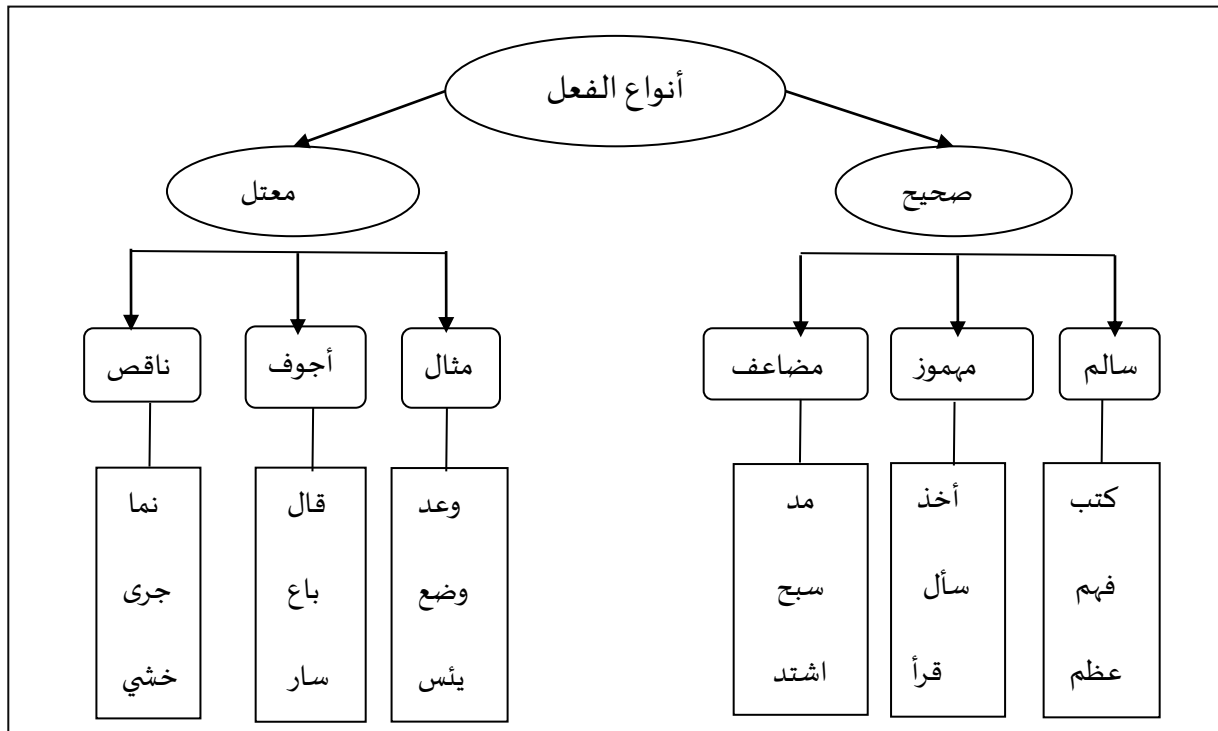 أنواع الفعل
صحيح
معتل
سالم
مهموز
مضاعف
مثال
أجوف
ناقص
كتب
فهم
عظم
أخذ
سأل
قرأ
مد
سبح
اشتد
وعد
وضع
يئس
قال
باع
سار
نما
جرى
خشي